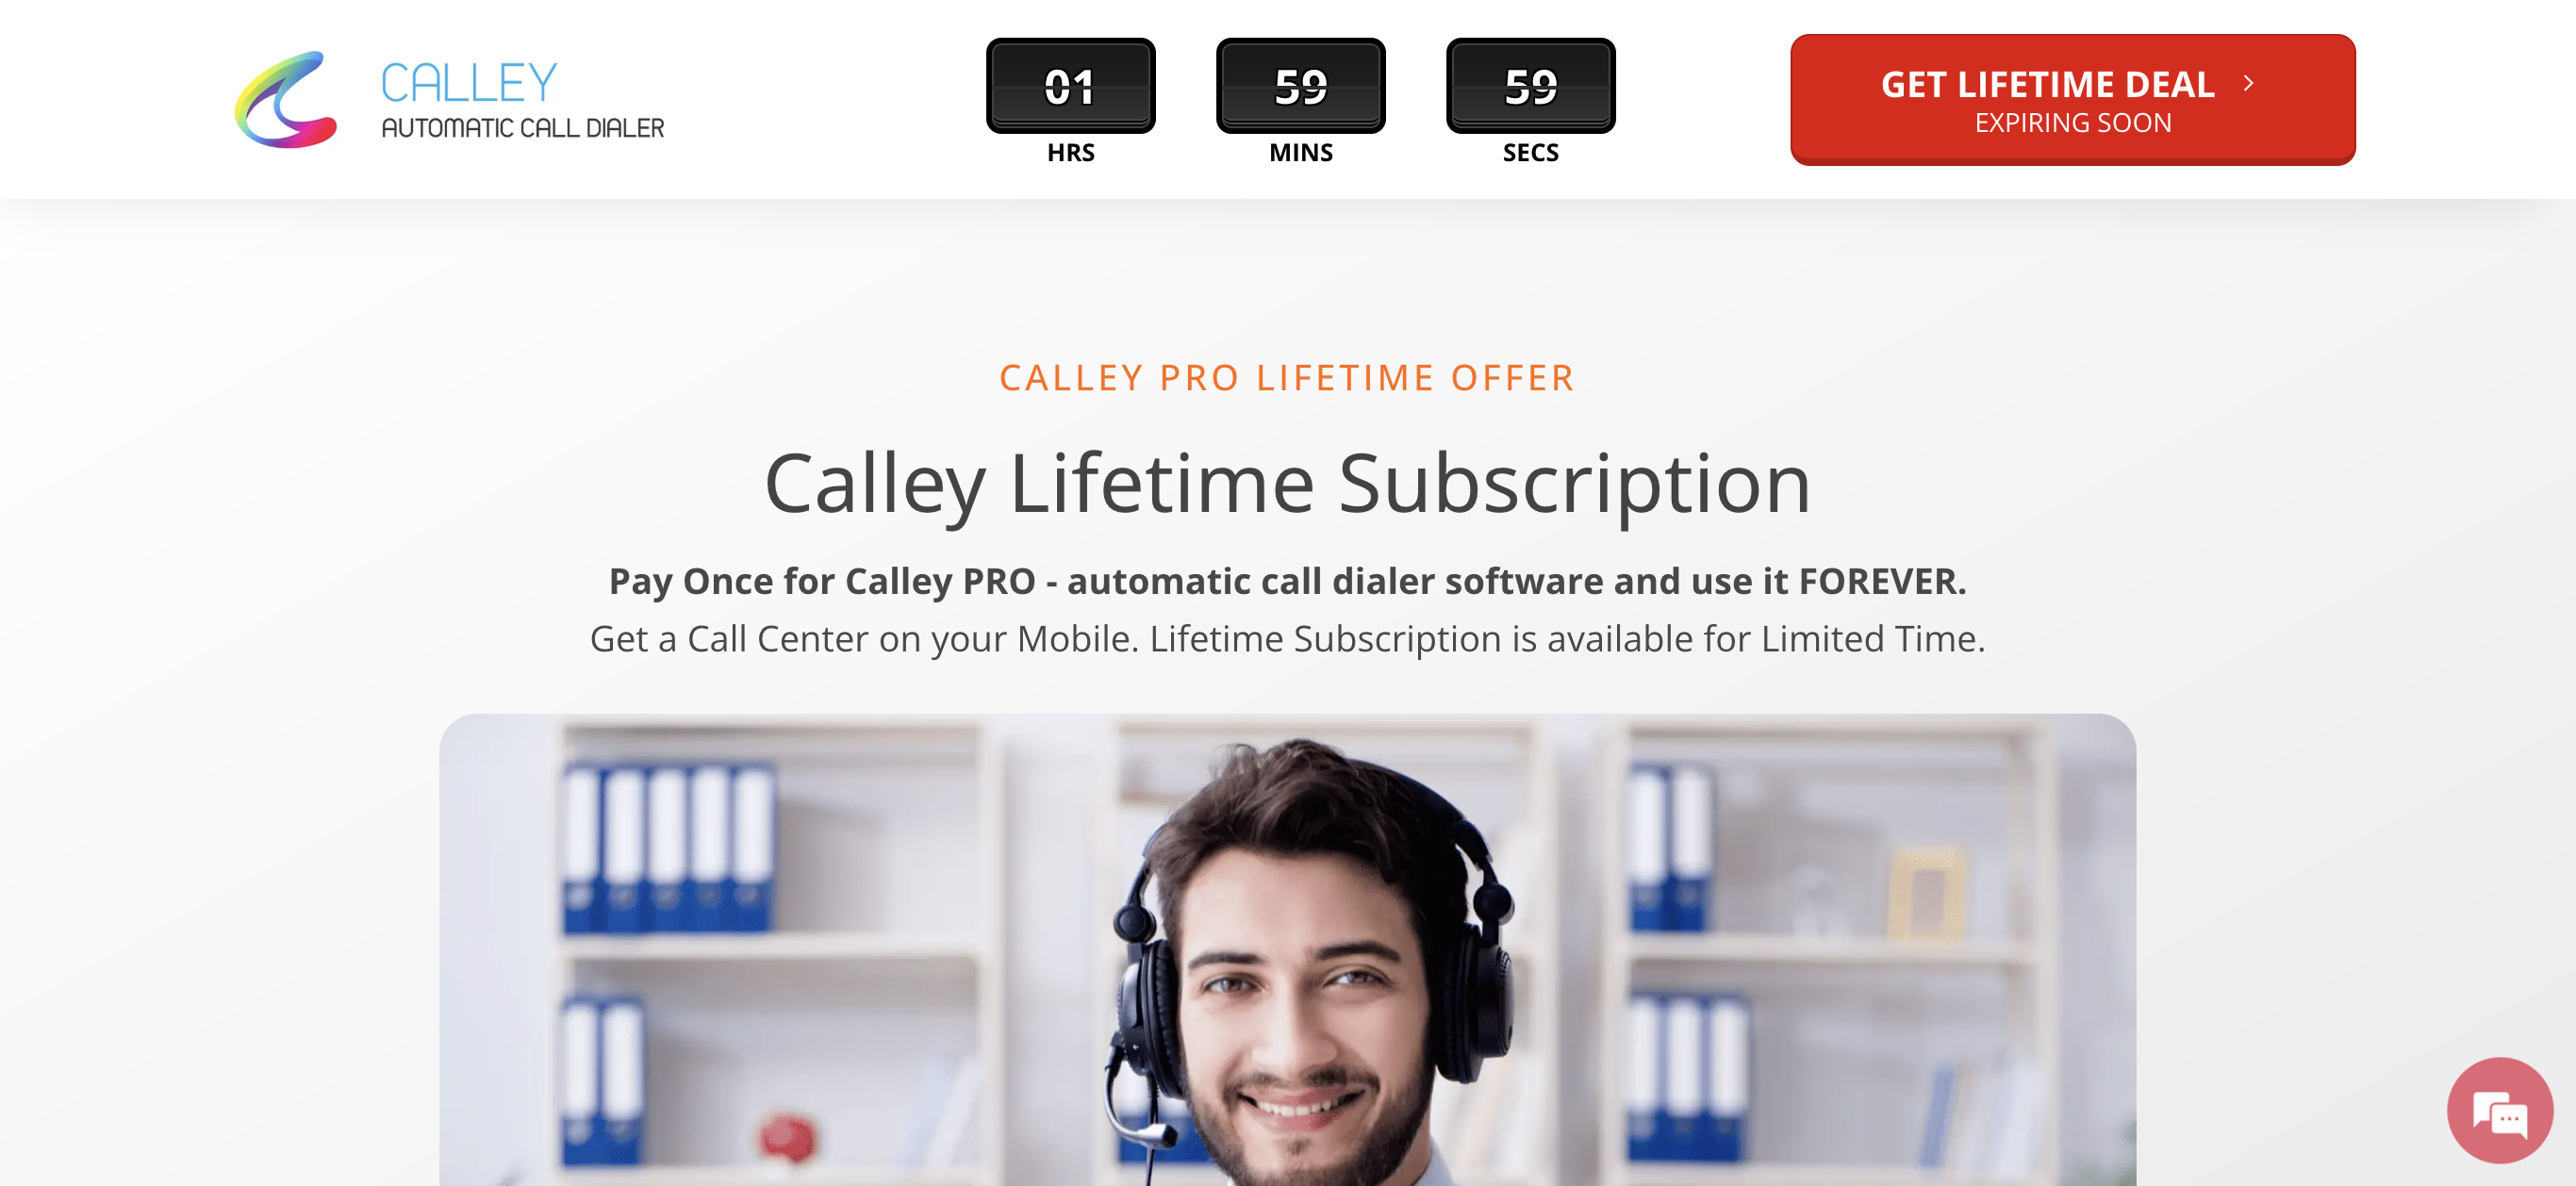 CALLEY
AUTOMATIC CALL DIALER
01
59
59
HRS
MINS
SECS
GET LIFETIME DEAL
EXPIRING SOON
CALLEY PRO LIFETIME OFFER
Calley Lifetime Subscription
Pay Once for Calley PRO - automatic call dialer software and use it FOREVER.
Get a Call Center on your Mobile. Lifetime Subscription is available for Limited Time.